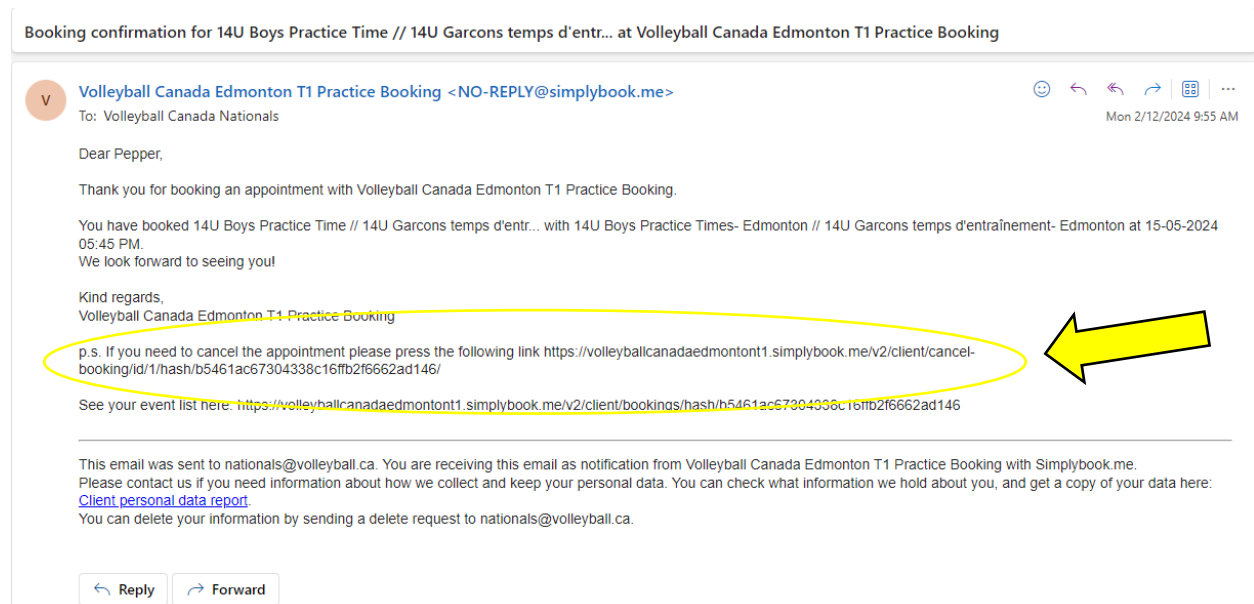 Booking confirmation for 14U Boys Practice Time // 14U Garcons temps d'entr... at Volleyball Canada Edmonton T1 Practice Booking
V
Volleyball Canada Edmonton T1 Practice Booking <NO-REPLY@simplybook.me>
To: Volleyball Canada Nationals
Mon 2/12/2024 9:55 AM
Dear Pepper,
Thank you for booking an appointment with Volleyball Canada Edmonton T1 Practice Booking.
You have booked 14U Boys Practice Time // 14U Garcons temps d'entr... with 14U Boys Practice Times- Edmonton // 14U Garcons temps d'entraînement- Edmonton at 15-05-2024
05:45 PM.
We look forward to seeing you!
Kind regards,
Volleyball Canada Edmonton T1 Practice Booking
p.s. If you need to cancel the appointment please press the following link https://volleyballcanadaedmontont1.simplybook.me/v2/client/cancel-
booking/id/1/hash/b5461ac67304338c16ffb2f6662ad146/
See your event list here: https://volleyballcanadaedmontont1.simplybook.me/v2/client/bookings/hash/b5461ac67304338c16ffb2f6662ad146
This email was sent to nationals@volleyball.ca. You are receiving this email as notification from Volleyball Canada Edmonton T1 Practice Booking with Simplybook.me.
Please contact us if you need information about how we collect and keep your personal data. You can check what information we hold about you, and get a copy of your data here:
Client personal data report.
You can delete your information by sending a delete request to nationals@volleyball.ca.
Reply
Forward